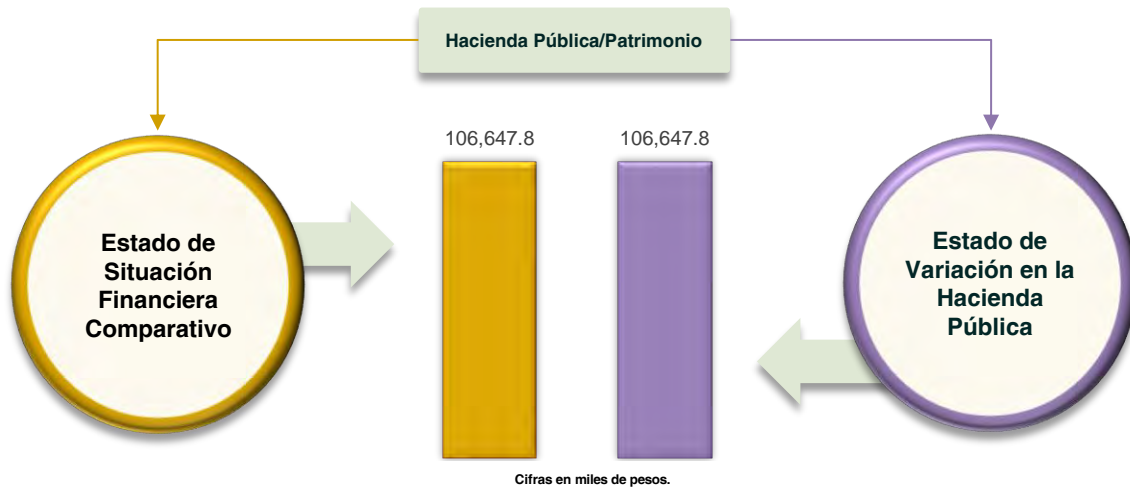 Hacienda Pública/Patrimonio
106,647.8
106,647.8
Estado de
Situación
Financiera
Comparativo
Estado de
Variación en la
Hacienda
Pública
Cifras en miles de pesos.